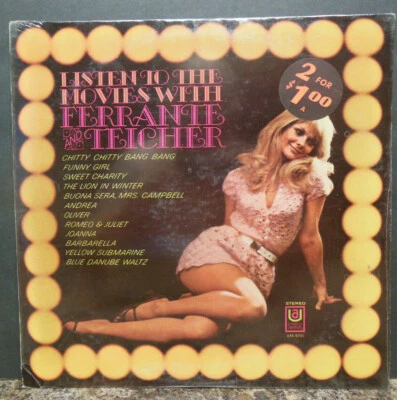 LISTEN TO THE
MOVIES WITH
FERRANTE
AND TEICHER
2 FOR
$1.00
A
CHITTY CHITTY BANG BANG
FUNNY GIRL
SWEET CHARITY
THE LION IN WINTER
BUONA SERA, MRS. CAMPBELL
ANDREA
OLIVER
ROMEO & JULIET
JOANNA
BARBARELLA
YELLOW SUBMARINE
BLUE DANUBE WALTZ
STEREO
UA